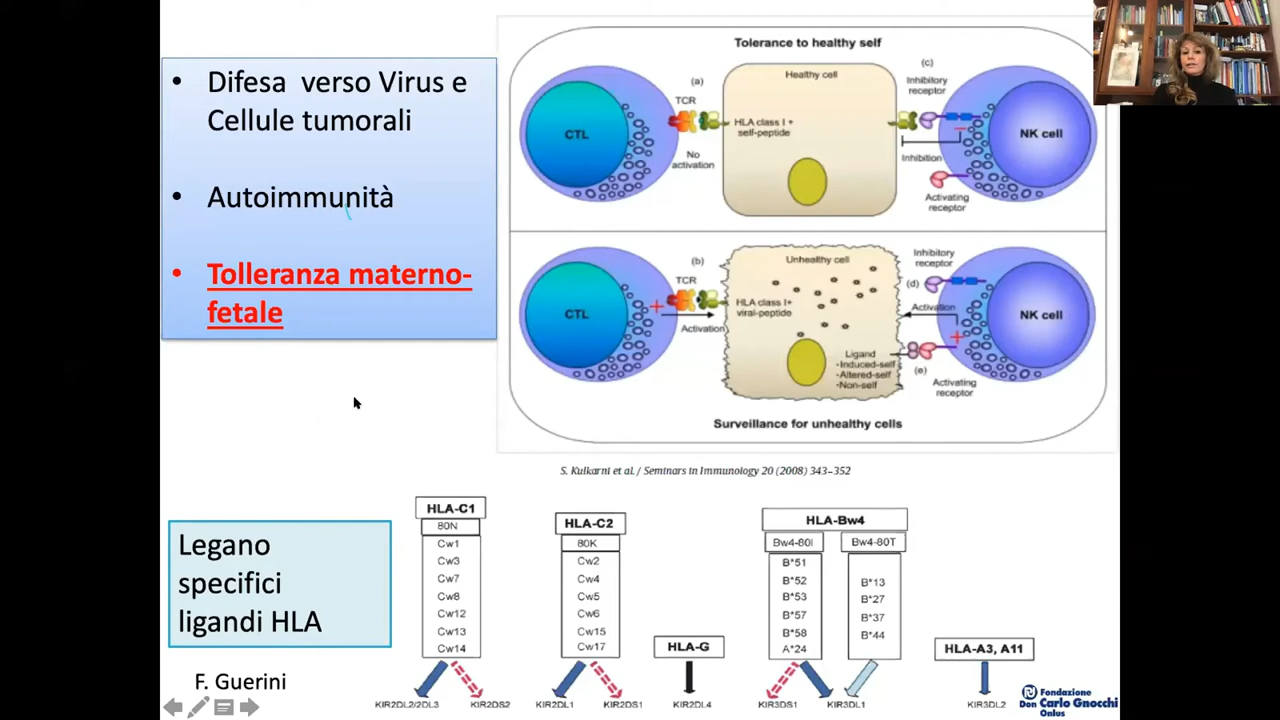 • Difesa verso Virus e
Cellule tumorali
• Autoimmunità
• Tolleranza materno-
fetale
Tolerance to healthy self
(a)
TCR
CTL
No
activation
Healthy cell
HLA class I +
self-peptide
(c)
Inhibitory
receptor
Inhibition
NK cell
Activating
receptor
(b)
TCR
CTL
+
Activation
Unhealthy cell
HLA class I+
viral-peptide
Ligand
-Induced-self
-Altered-self
-Non-self
Inhibitory
receptor
(d)
Activation
+
NK cell
(e)
Activating
receptor
Surveillance for unhealthy cells
S. Kulkarni et al. / Seminars in Immunology 20 (2008) 343–352
Legano
specifici
ligandi HLA
F. Guerini
HLA-C1
80N
Cw1
Cw3
Cw7
Cw8
Cw12
Cw13
Cw14
KIR2DL2/2DL3
KIR2DS2
HLA-C2
80K
Cw2
Cw4
Cw5
Cw6
Cw15
Cw17
KIR2DL1
KIR2DS1
HLA-G
KIR2DL4
HLA-Bw4
Bw4-80I
B*51
B*52
B*53
B*57
B*58
A*24
Bw4-80T
B*13
B*27
B*37
B*44
KIR3DS1
KIR3DL1
HLA-A3, A11
KIR3DL2
Fondazione
Don Carlo Gnocchi
Onlus